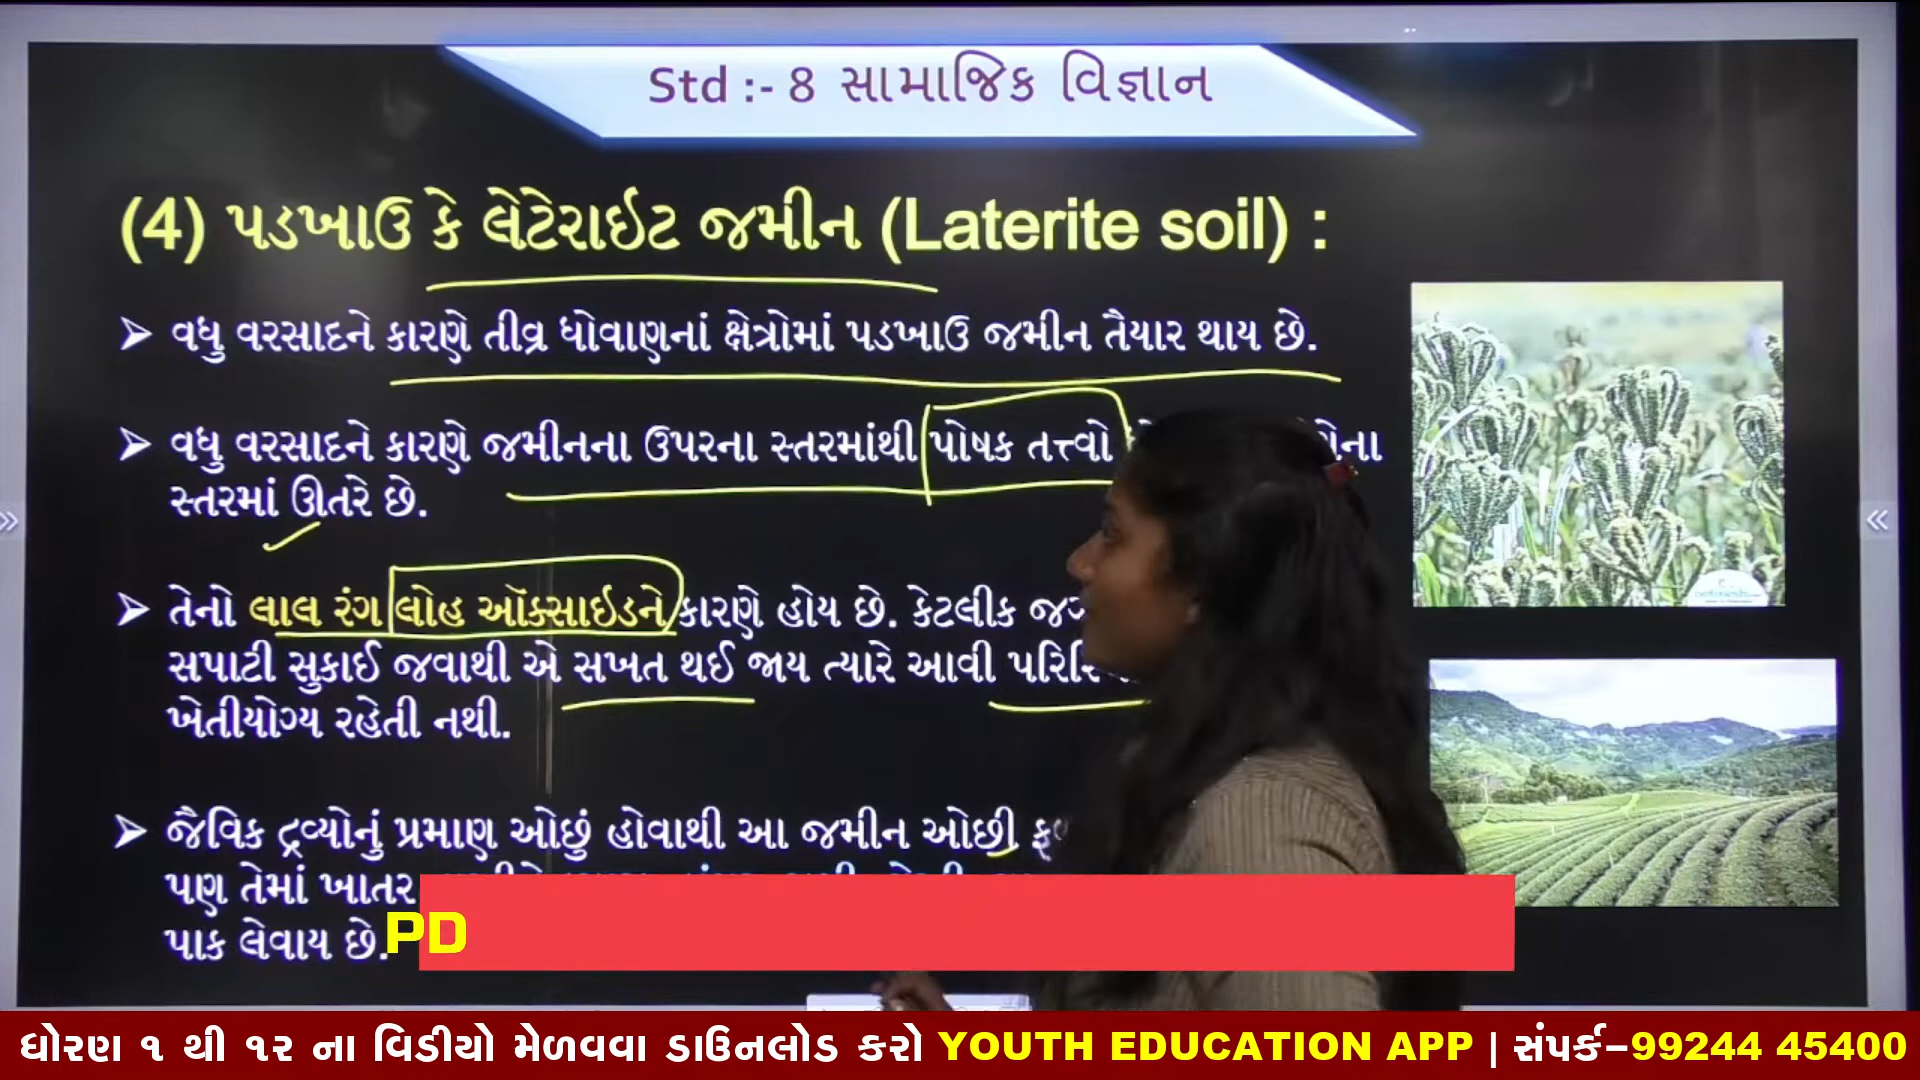 Std :- 8 સામાજિક વિજ્ઞાન
(4) પડખાઉ કે લેટેરાઇટ જમીન (Laterite soil) :
➤ વધુ વરસાદને કારણે તીવ્ર ધોવાણનાં ક્ષેત્રોમાં પડખાઉ જમીન તૈયાર થાય છે.
➤ વધુ વરસાદને કારણે જમીનના ઉપરના સ્તરમાંથી પોષક તત્ત્વો
સ્તરમાં ઊતરે છે.
➤ તેનો લાલ રંગ લોહ ઑક્સાઇડને કારણે હોય છે. કેટલીક
સપાટી સુકાઈ જવાથી એ સખત થઈ જાય ત્યારે આવી
ખેતીયોગ્ય રહેતી નથી.
➤ જૈવિક દ્રવ્યોનું પ્રમાણ ઓછું હોવાથી આ જમીન ઓછી
પણ તેમાં ખાતર
પાક લેવાય છે.
PD
ધોરણ ૧ થી ૧૨ ના વિડીયો મેળવવા ડાઉનલોડ કરો YOUTH EDUCATION APP | સંપર્ક-99244 45400